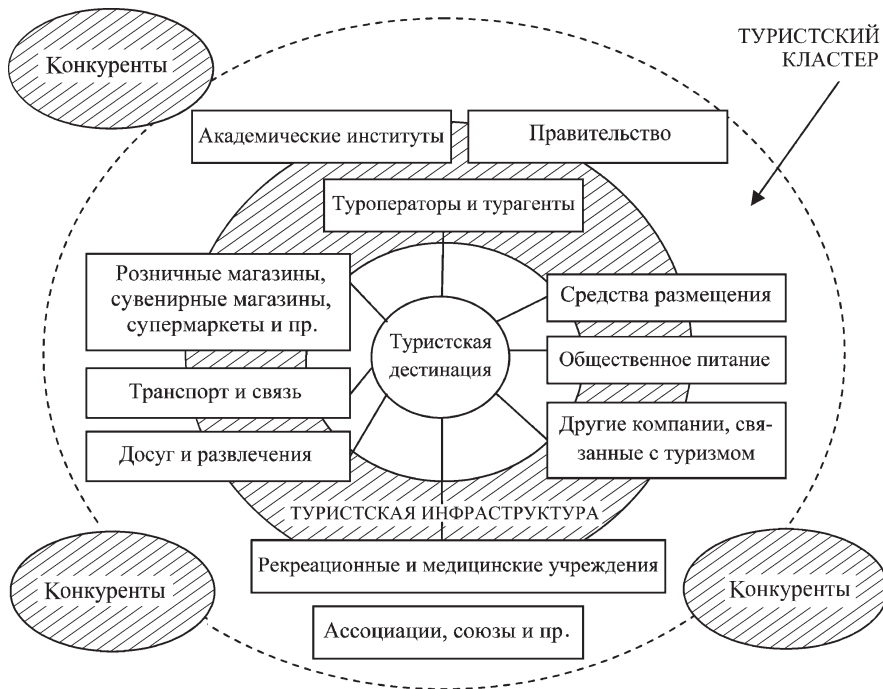 Конкуренты
ТУРИСТСКИЙ
КЛАСТЕР
Академические институты
Правительство
Туроператоры и турагенты
Розничные магазины,
сувенирные магазины,
супермаркеты и пр.
Средства размещения
Туристская
дестинация
Общественное питание
Транспорт и связь
Другие компании, свя-
занные с туризмом
Досуг и развлечения
ТУРИСТСКАЯ ИНФРАСТРУКТУРА
Рекреационные и медицинские учреждения
Конкуренты
Конкуренты
Ассоциации, союзы и пр.